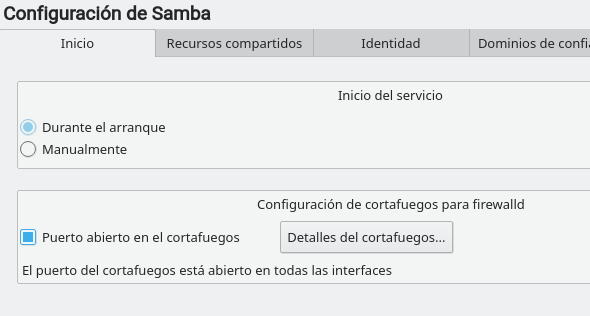 Configuración de Samba
Inicio
Recursos compartidos
Identidad
Dominios de
Inicio del servicio
Durante el arranque
Manualmente
Configuración de cortafuegos para firewalld
Puerto abierto en el cortafuegos
Detalles del cortafuegos...
El puerto del cortafuegos está abierto en todas las interfaces